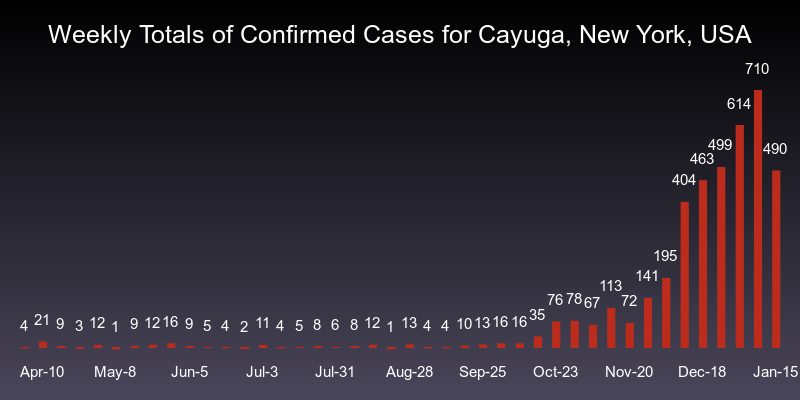 Weekly Totals of Confirmed Cases for Cayuga, New York, USA
710
614
490
499
463
404
195
141
113
76 78 67 72
35
4 21 9 3 12 1 9 12 16 9 5 4 2 11 4 5 8 6 8 12 1 13 4 4 10 13 16 16
Apr-10 May-8 Jun-5 Jul-3 Jul-31 Aug-28 Sep-25 Oct-23 Nov-20 Dec-18 Jan-15